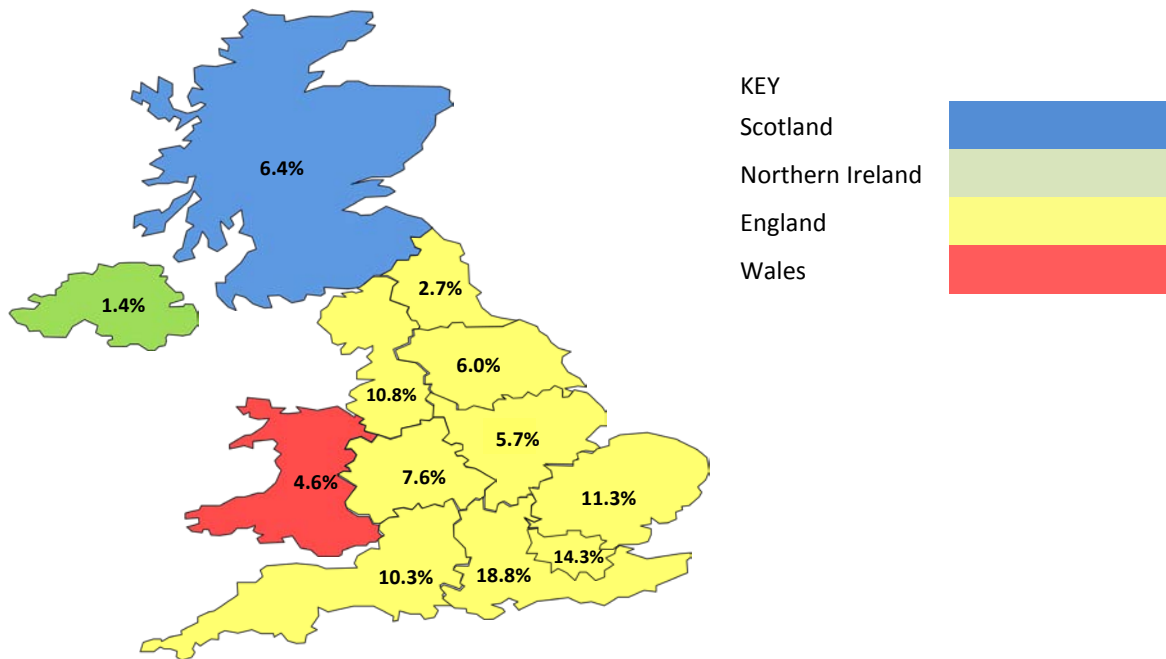 KEY
Scotland
Northern Ireland
England
Wales
6.4%
1.4%
2.7%
6.0%
10.8%
5.7%
4.6%
7.6%
11.3%
14.3%
10.3%
18.8%